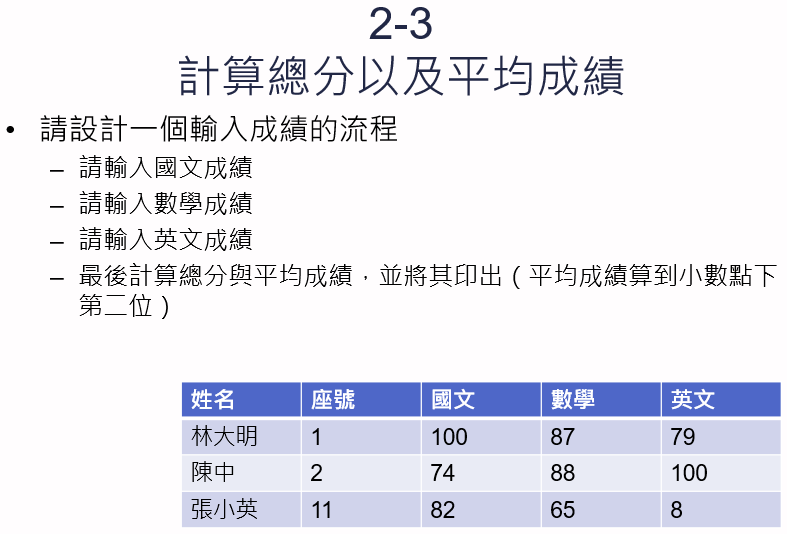 2-3
計算總分以及平均成績
• 請設計一個輸入成績的流程
– 請輸入國文成績
– 請輸入數學成績
– 請輸入英文成績
– 最後計算總分與平均成績，並將其印出（平均成績算到小數點下
第二位）
姓名 座號 國文 數學 英文
林大明 1 100 87 79
陳中 2 74 88 100
張小英 11 82 65 8